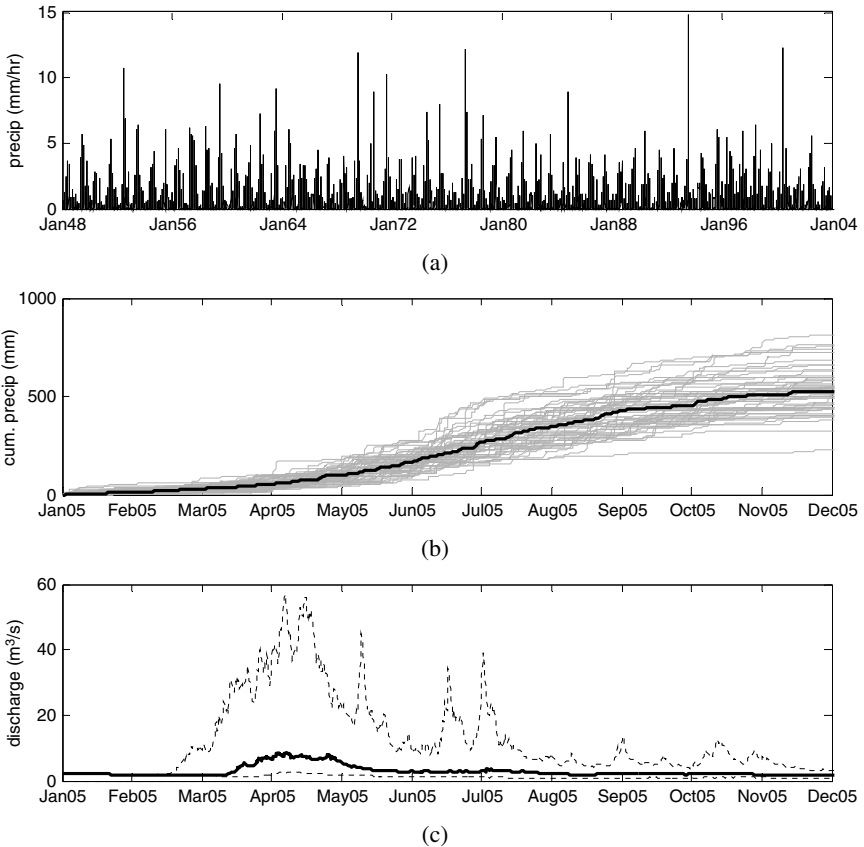 15
10
5
0
precip (mm/hr)
Jan48 Jan56 Jan64 Jan72 Jan80 Jan88 Jan96 Jan04
(a)
1000
500
0
cum. precip (mm)
Jan05 Feb05 Mar05 Apr05 May05 Jun05 Jul05 Aug05 Sep05 Oct05 Nov05 Dec05
(b)
60
40
20
0
discharge (m³/s)
Jan05 Feb05 Mar05 Apr05 May05 Jun05 Jul05 Aug05 Sep05 Oct05 Nov05 Dec05
(c)